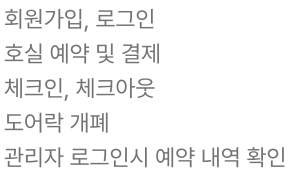 회원가입, 로그인
호실 예약 및 결제
체크인, 체크아웃
도어락 개폐
관리자 로그인시 예약 내역 확인